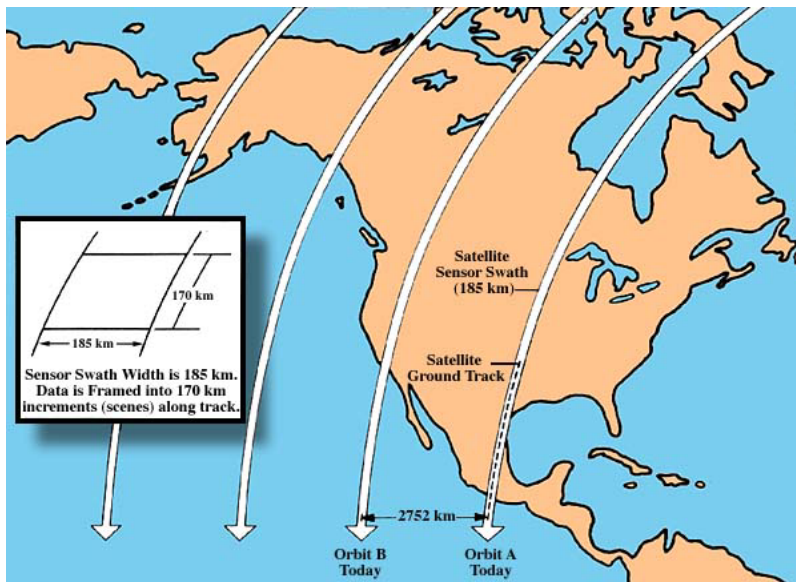 Satellite
Sensor Swath
(185 km)
170 km
185 km
Sensor Swath Width is 185 km.
Data is Framed into 170 km
increments (scenes) along track.
Satellite
Ground Track
2752 km
Orbit B
Today
Orbit A
Today